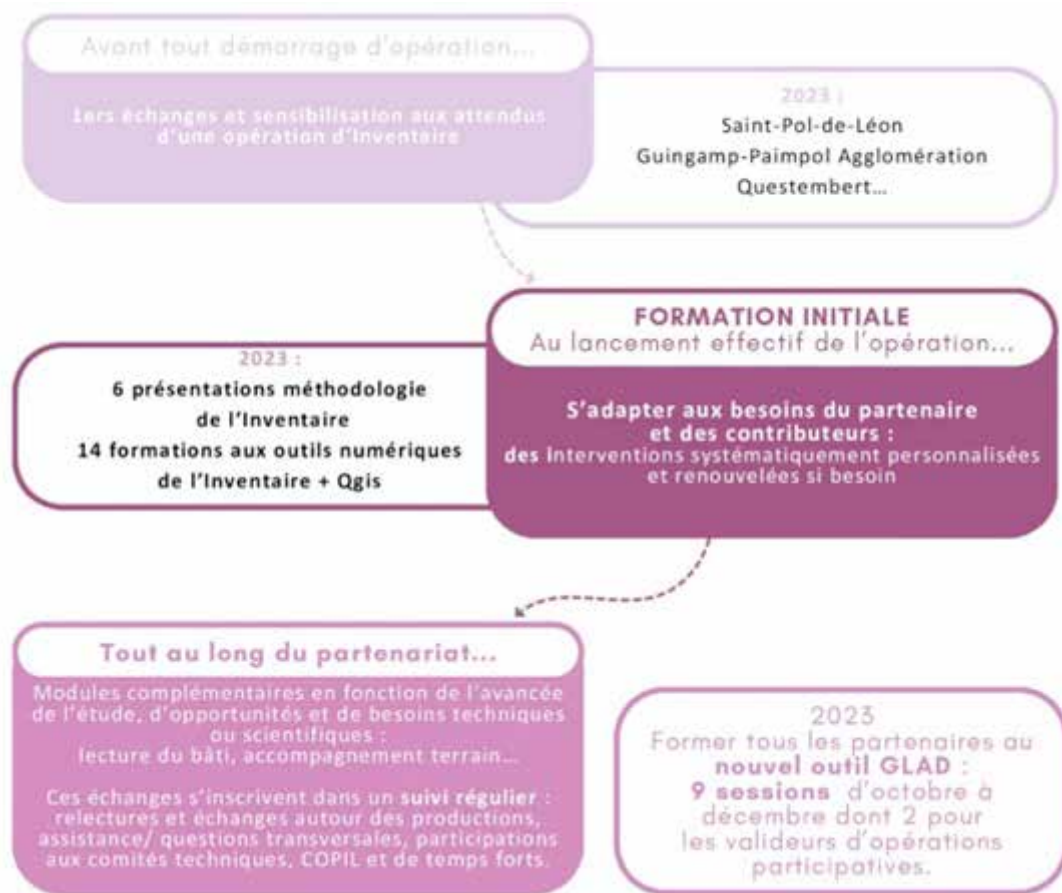 Avant tout démarrage d'opération...
1ers échanges et sensibilisation aux attendus
d'une opération d'Inventaire
2023 :
Saint-Pol-de-Léon
Guingamp-Paimpol Agglomération
Questembert...
FORMATION INITIALE
Au lancement effectif de l'opération...
S'adapter aux besoins du partenaire
et des contributeurs :
des Interventions systématiquement personnalisées
et renouvelées si besoin
2023 :
6 présentations méthodologie
de l'Inventaire
14 formations aux outils numériques
de l'Inventaire + Qgis
Tout au long du partenariat...
Modules complémentaires en fonction de l'avancée
de l'étude, d'opportunités et de besoins techniques
ou scientifiques :
lecture du bâti, accompagnement terrain...
Ces échanges s'inscrivent dans un suivi régulier :
relectures et échanges autour des productions,
assistance/ questions transversales, participations
aux comités techniques, COPIL et de temps forts.
2023
Former tous les partenaires au
nouvel outil GLAD :
9 sessions d'octobre à
décembre dont 2 pour
les valideurs d'opérations
participatives.